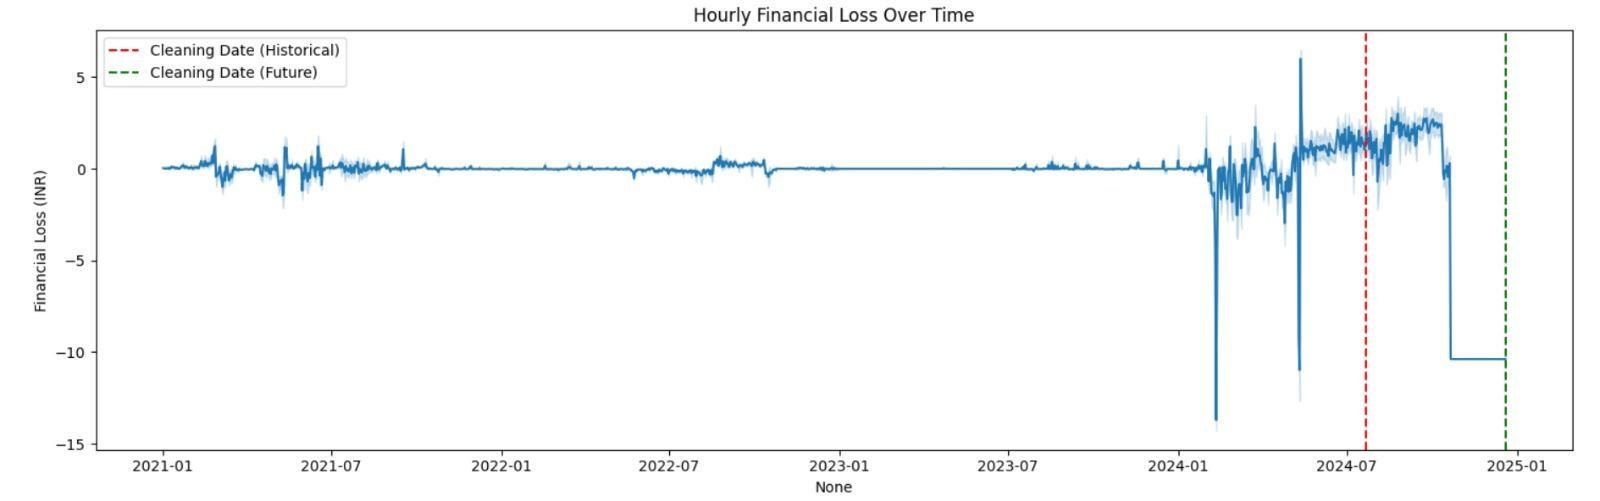 Hourly Financial Loss Over Time
Cleaning Date (Historical)
Cleaning Date (Future)
Financial Loss (INR)
5
0
−5
−10
−15
2021-01 2021-07 2022-01 2022-07 2023-01 2023-07 2024-01 2024-07 2025-01
None